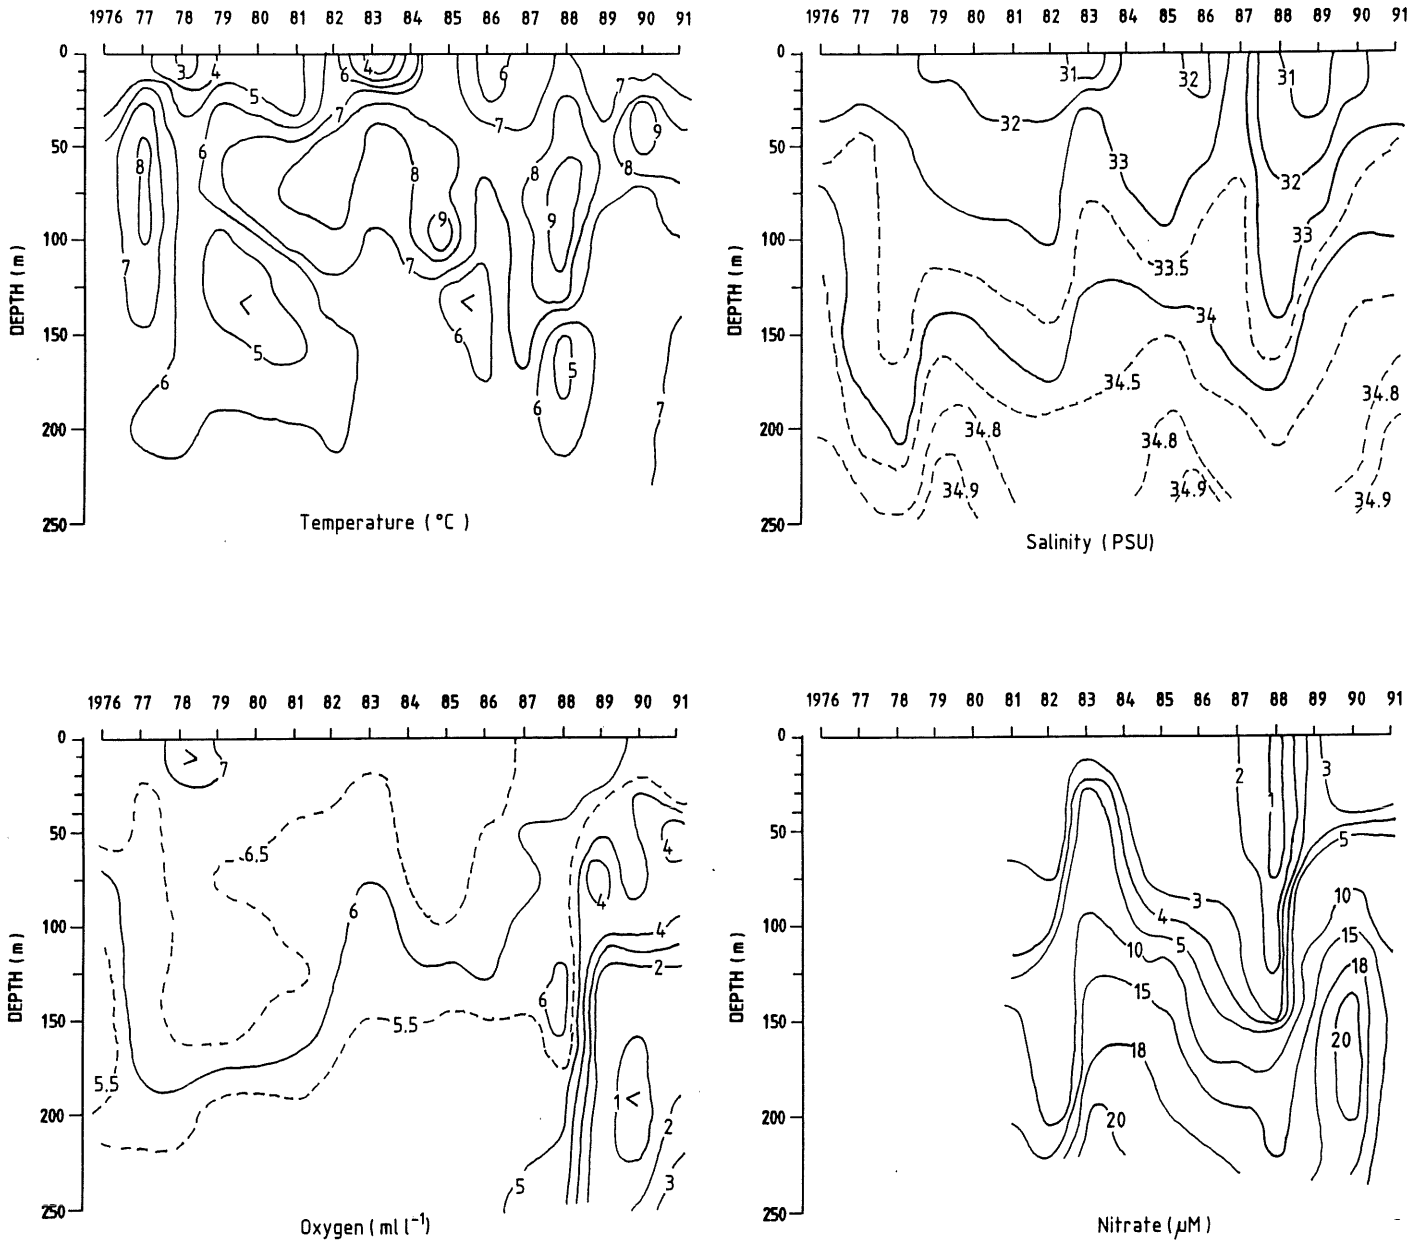 1976 77 78 79 80 81 82 83 84 85 86 87 88 89 90 91
0
50
100
150
200
250
DEPTH (m)
3 4 5 6 4 6 7 7
6 7 8 8 8 9
9 9
7 7
< <
5 6 5
6 6 7
Temperature (°C)
1976 77 78 79 80 81 82 83 84 85 86 87 88 89 90 91
0
50
100
150
200
250
DEPTH (m)
31 32 31
32
33 32
33
33.5
34
34.5 34.8
34.8 34.8
34.9 34.9 34.9
Salinity (PSU)
1976 77 78 79 80 81 82 83 84 85 86 87 88 89 90 91
0
50
100
150
200
250
DEPTH (m)
> 7
6.5 4
6 4
4
2
6
5.5
5.5
1 <
2
5 3
Oxygen (ml l⁻¹)
1976 77 78 79 80 81 82 83 84 85 86 87 88 89 90 91
0
50
100
150
200
250
DEPTH (m)
2 1 3
5
3 10
4
10 5 15
15 18
18 20
20
Nitrate (µM)